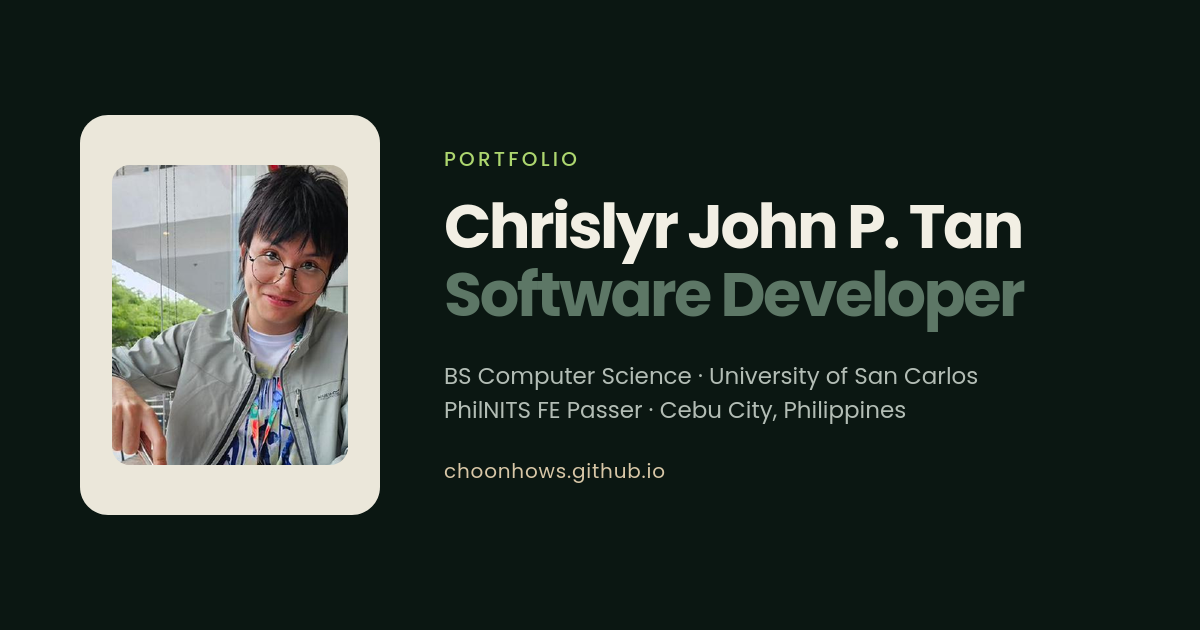 PORTFOLIO
Chrislyr John P. Tan
Software Developer
BS Computer Science · University of San Carlos
PhilNITS FE Passer · Cebu City, Philippines
choonhows.github.io